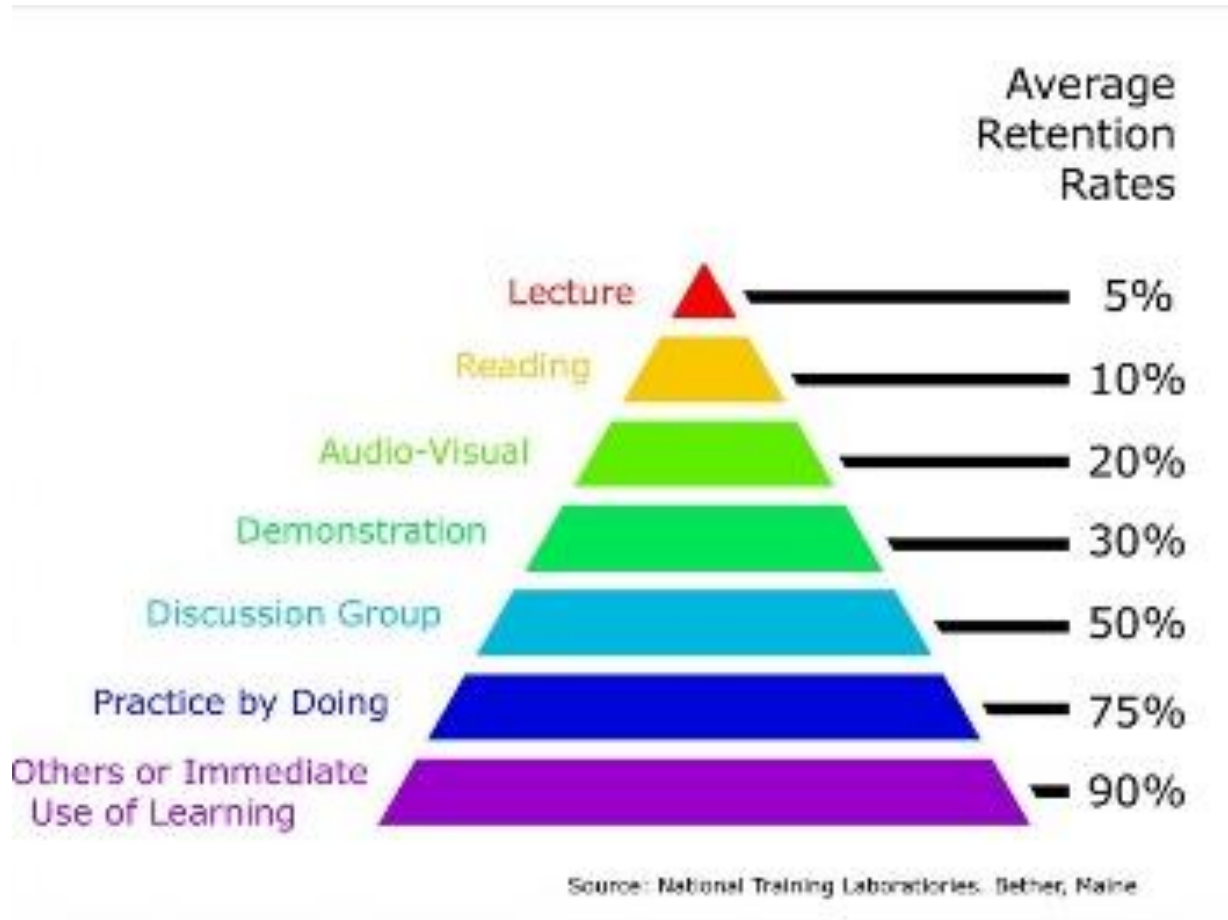 Average
Retention
Rates
Lecture
5%
Reading
10%
Audio-Visual
20%
Demonstration
30%
Discussion Group
50%
Practice by Doing
75%
Others or Immediate
Use of Learning
90%
Source: National Training Laboratiories. Bether, Maine